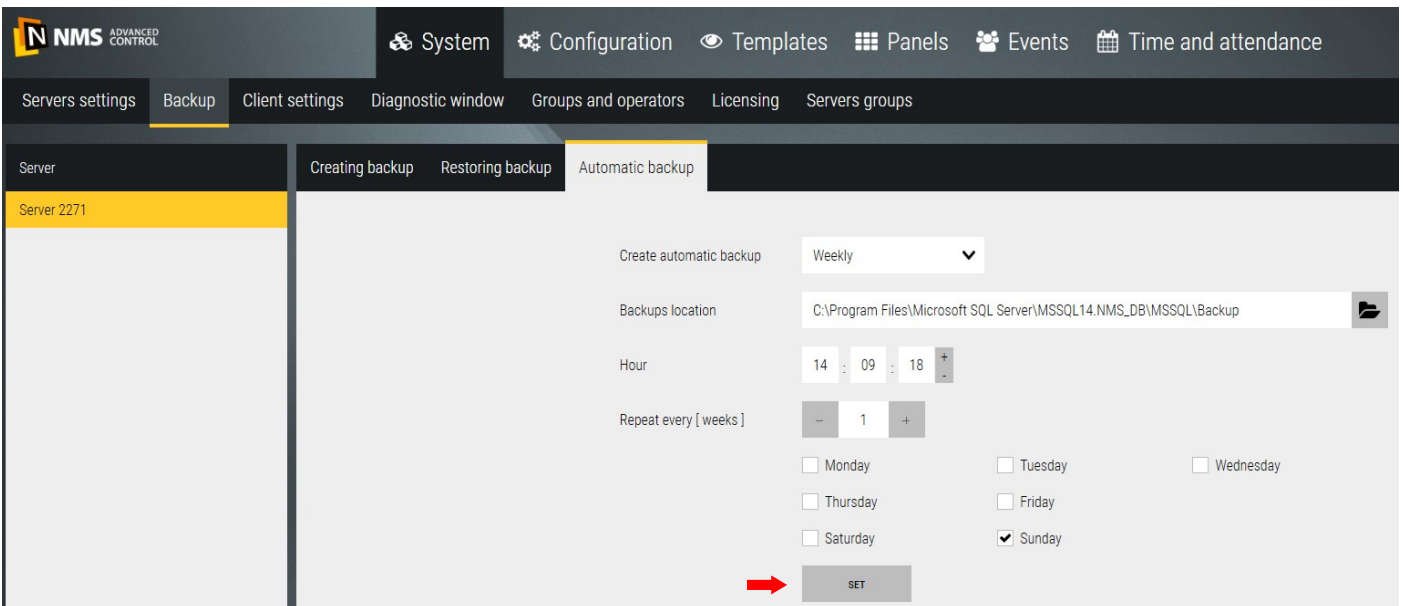 N NMS ADVANCED CONTROL
System Configuration Templates Panels Events Time and attendance
Servers settings Backup Client settings Diagnostic window Groups and operators Licensing Servers groups
Server Creating backup Restoring backup Automatic backup
Server 2271
Create automatic backup Weekly
Backups location C:\Program Files\Microsoft SQL Server\MSSQL14.NMS_DB\MSSQL\Backup
Hour 14 : 09 : 18 + -
Repeat every [ weeks ] − 1 +
Monday Tuesday Wednesday
Thursday Friday
Saturday Sunday
SET